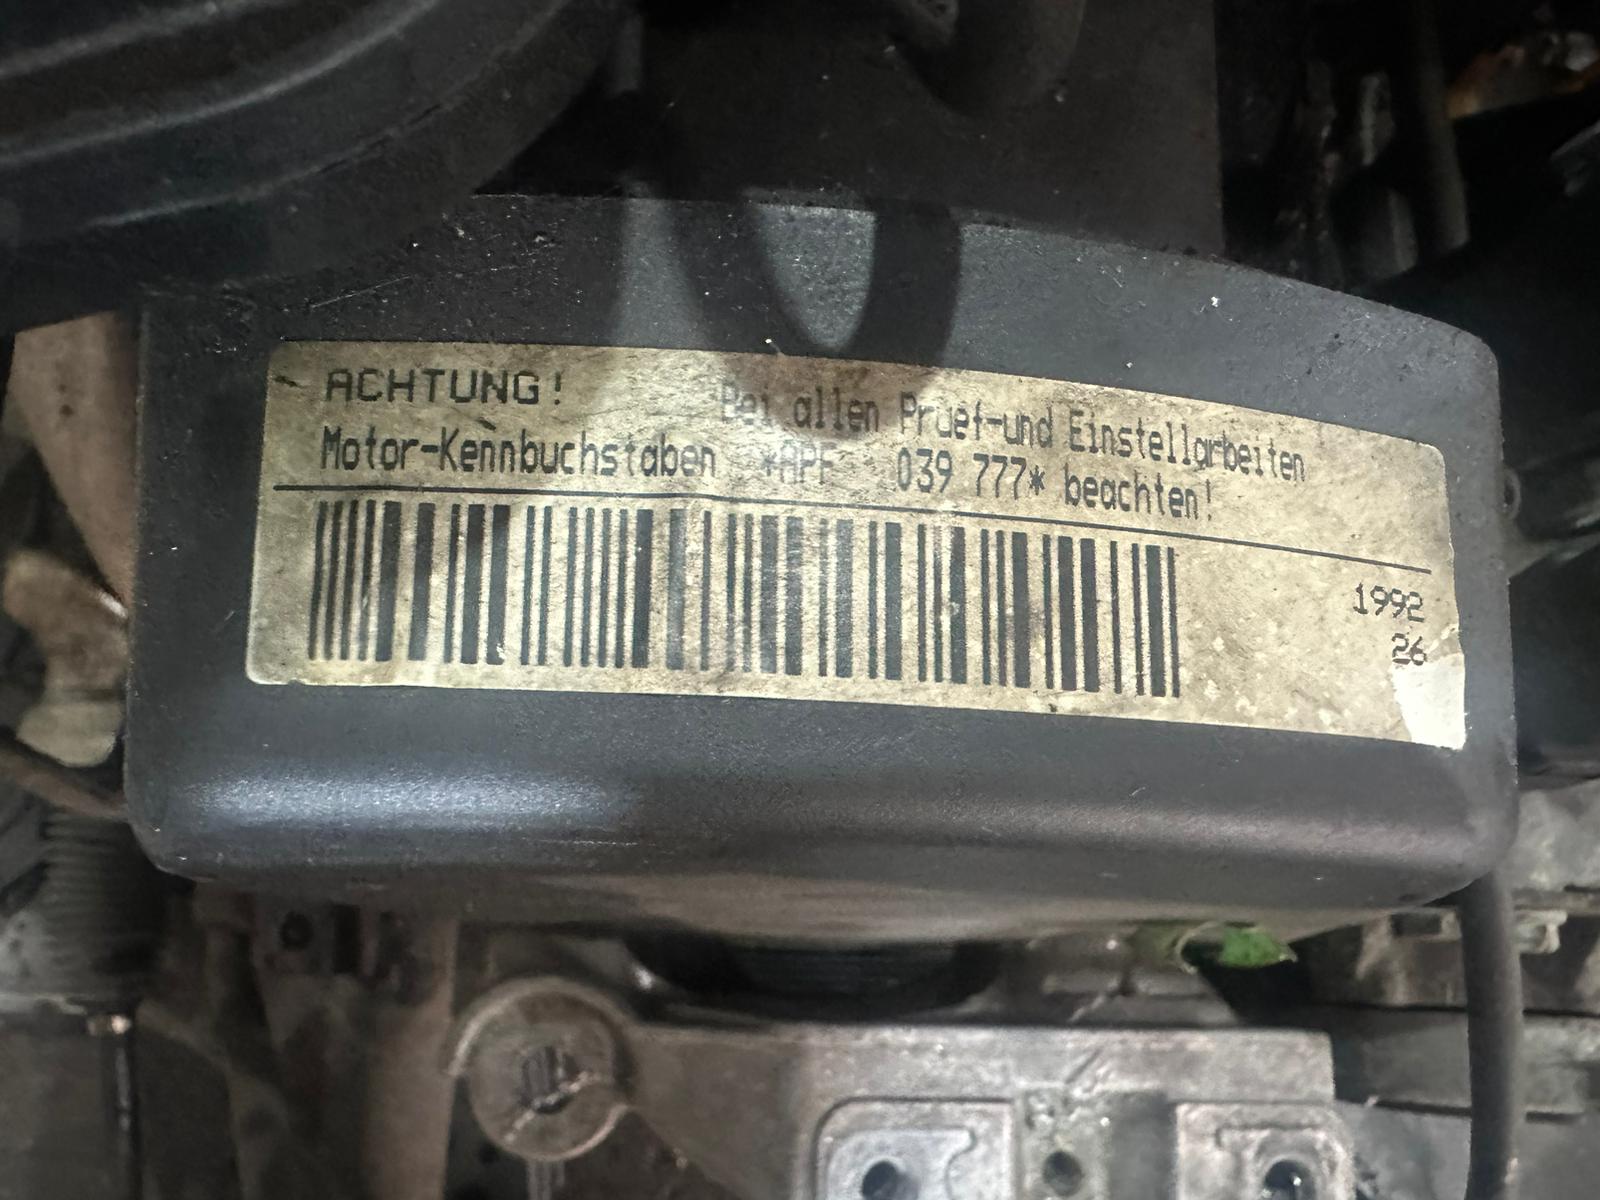 ACHTUNG! Bei allen Pruef-und Einstellarbeiten
Motor-Kennbuchstaben *APF 039 777* beachten!
1992
26